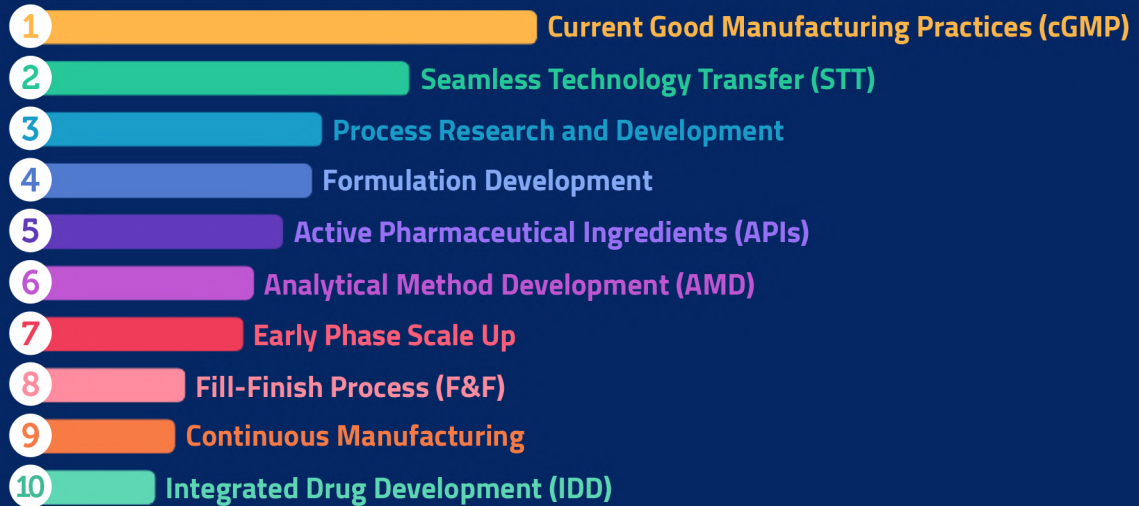 1 Current Good Manufacturing Practices (cGMP)
2 Seamless Technology Transfer (STT)
3 Process Research and Development
4 Formulation Development
5 Active Pharmaceutical Ingredients (APIs)
6 Analytical Method Development (AMD)
7 Early Phase Scale Up
8 Fill-Finish Process (F&F)
9 Continuous Manufacturing
10 Integrated Drug Development (IDD)